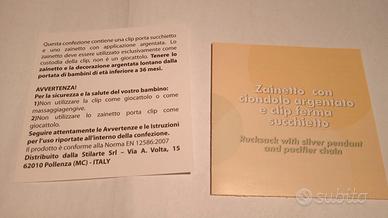 Questa confezione contiene una clip porta succhietto
e uno zainetto con applicazione argentata. Lo
zainetto deve essere utilizzato esclusivamente come
custodia della clip, non è un giocattolo. Tenere lo
zainetto e la decorazione argentata lontano dalla
portata di bambini di età inferiore a 36 mesi.
AVVERTENZA!
Per la sicurezza e la salute del vostro bambino:
1)Non utilizzare la clip come giocattolo o come
massaggiagengive.
2)Non utilizzare lo zainetto porta clip come
giocattolo.
Seguire attentamente le Avvertenze e le Istruzioni
per l'uso riportate all'interno della confezione.
Il prodotto è conforme alla Norma EN 12586:2007
Distribuito dalla Stilarte Srl – Via A. Volta, 15
62010 Pollenza (MC) - ITALY
Zainetto con
ciondolo argentato
e clip ferma
succhietto
Rucksack with silver pendant
and pacifier chain
subito